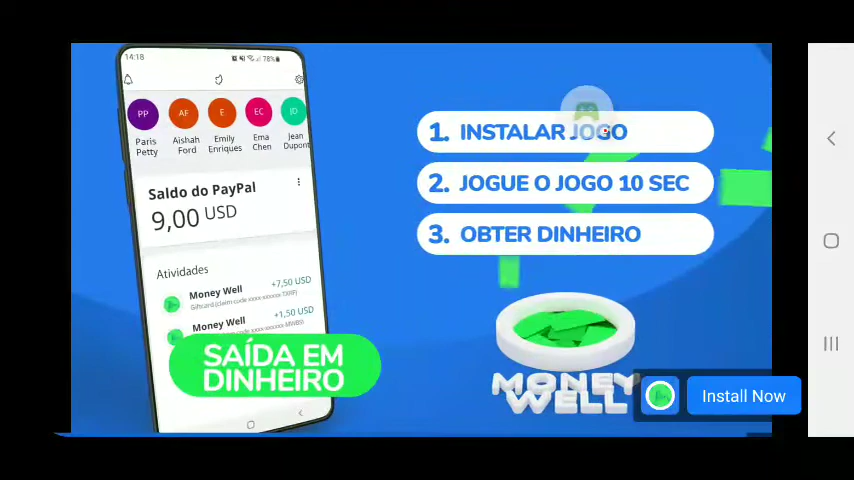 14:18
78%
PP
AF
E.
EC
JD
Paris
Petty
Aishah
Ford
Emily
Enriques
Ema
Chen
Jean
Dupont
Saldo do PayPal
9,00 USD
Atividades
Money Well
+7,50 USD
Money Well
+1,50 USD
SAÍDA EM
DINHEIRO
1. INSTALAR JOGO
2. JOGUE O JOGO 10 SEC
3. OBTER DINHEIRO
MONEY
WELL
Install Now